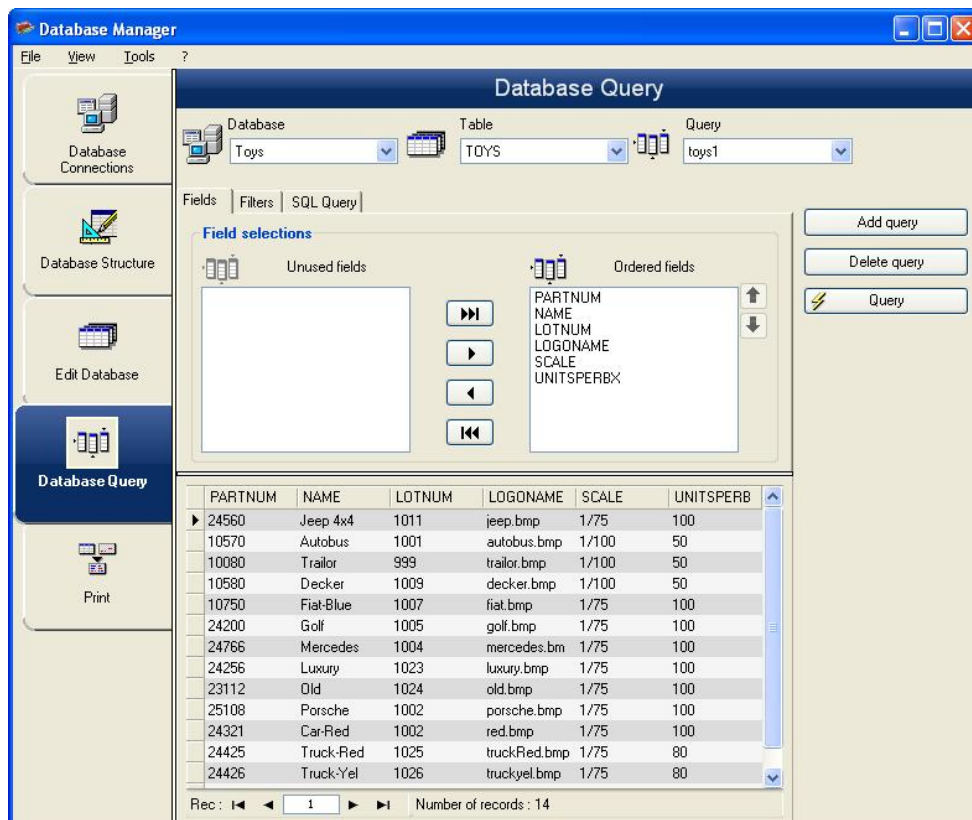 Database Manager
File View Tools ?
Database Connections
Database Structure
Edit Database
Database Query
Print
Database Query
Database Table Query
Toys TOYS toys1
Fields Filters SQL Query
Field selections
Unused fields Ordered fields
PARTNUM
NAME
LOTNUM
LOGONAME
SCALE
UNITSPERBX
Add query
Delete query
Query
PARTNUM NAME LOTNUM LOGONAME SCALE UNITSPERB
24560 Jeep 4x4 1011 jeep.bmp 1/75 100
10570 Autobus 1001 autobus.bmp 1/100 50
10080 Trailor 999 trailor.bmp 1/100 50
10580 Decker 1009 decker.bmp 1/100 50
10750 Fiat-Blue 1007 fiat.bmp 1/75 100
24200 Golf 1005 golf.bmp 1/75 100
24766 Mercedes 1004 mercedes.bm 1/75 100
24256 Luxury 1023 luxury.bmp 1/75 100
23112 Old 1024 old.bmp 1/75 100
25108 Porsche 1002 porsche.bmp 1/75 100
24321 Car-Red 1002 red.bmp 1/75 100
24425 Truck-Red 1025 truckRed.bmp 1/75 80
24426 Truck-Yel 1026 truckyel.bmp 1/75 80
Rec : 1 Number of records : 14